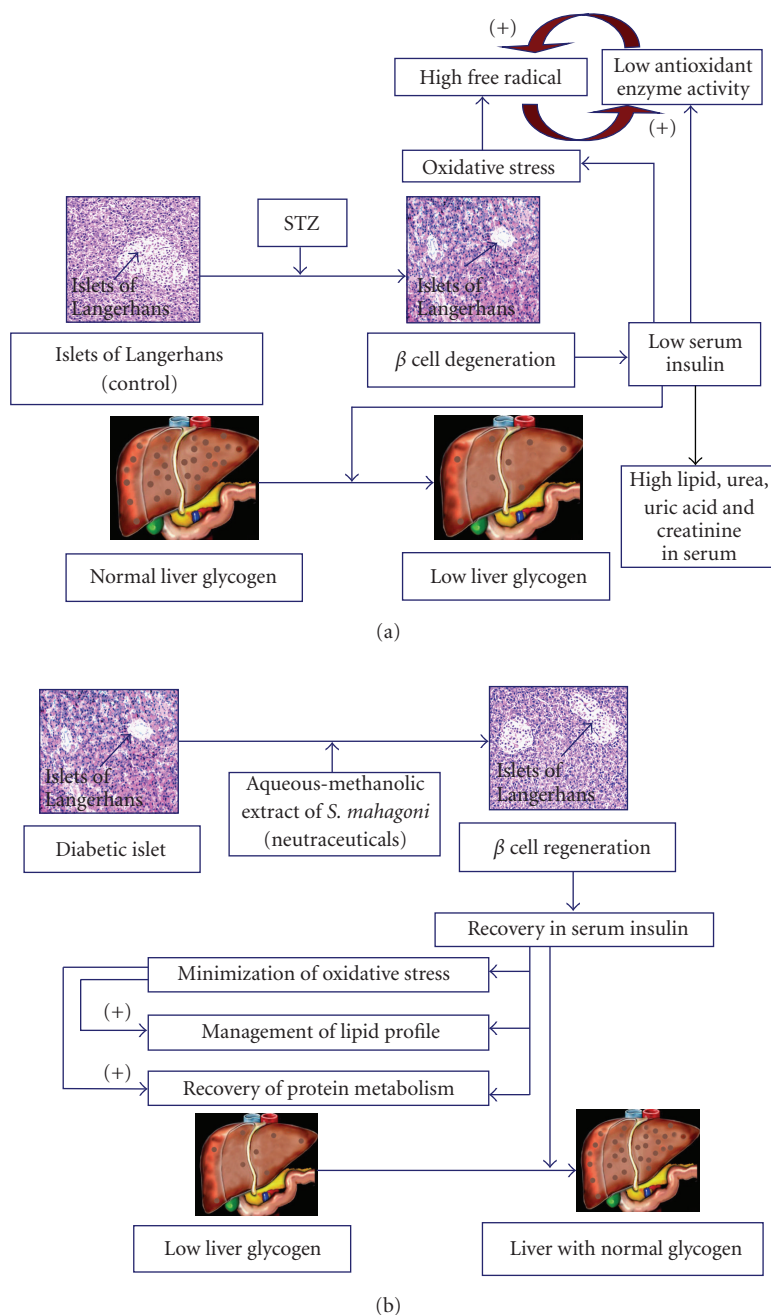 (+)
High free radical
Low antioxidant
enzyme activity
(+)
Oxidative stress
STZ
Islets of
Langerhans
Islets of
Langerhans
Islets of Langerhans
(control)
β cell degeneration
Low serum
insulin
High lipid, urea,
uric acid and
creatinine
in serum
Normal liver glycogen
Low liver glycogen
(a)
Islets of
Langerhans
Islets of
Langerhans
Aqueous-methanolic
extract of S. mahagoni
(neutraceuticals)
Diabetic islet
β cell regeneration
Recovery in serum insulin
Minimization of oxidative stress
(+)
Management of lipid profile
(+)
Recovery of protein metabolism
Low liver glycogen
Liver with normal glycogen
(b)